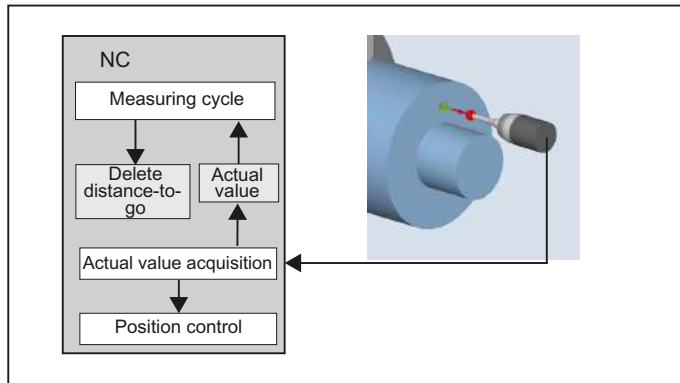 NC
Measuring cycle
Delete
distance-to-
go
Actual
value
Actual value acquisition
Position control